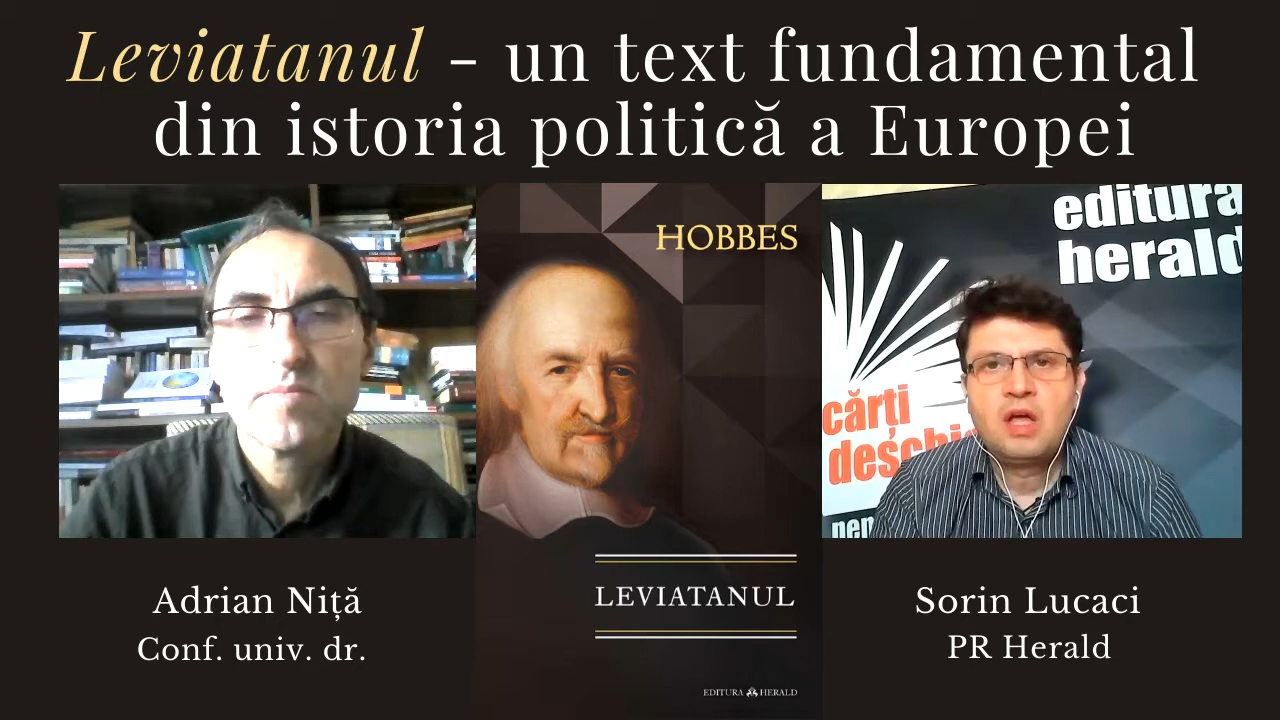 Leviatanul - un text fundamental
din istoria politică a Europei
HOBBES
LEVIATANUL
EDITURA HERALD
editura
herald
cărți
Adrian Niță
Conf. univ. dr.
Sorin Lucaci
PR Herald